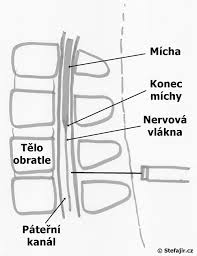 Mícha
Konec
míchy
Nervová
vlákna
Tělo
obratle
Páteřní
kanál
© Stefajir.cz